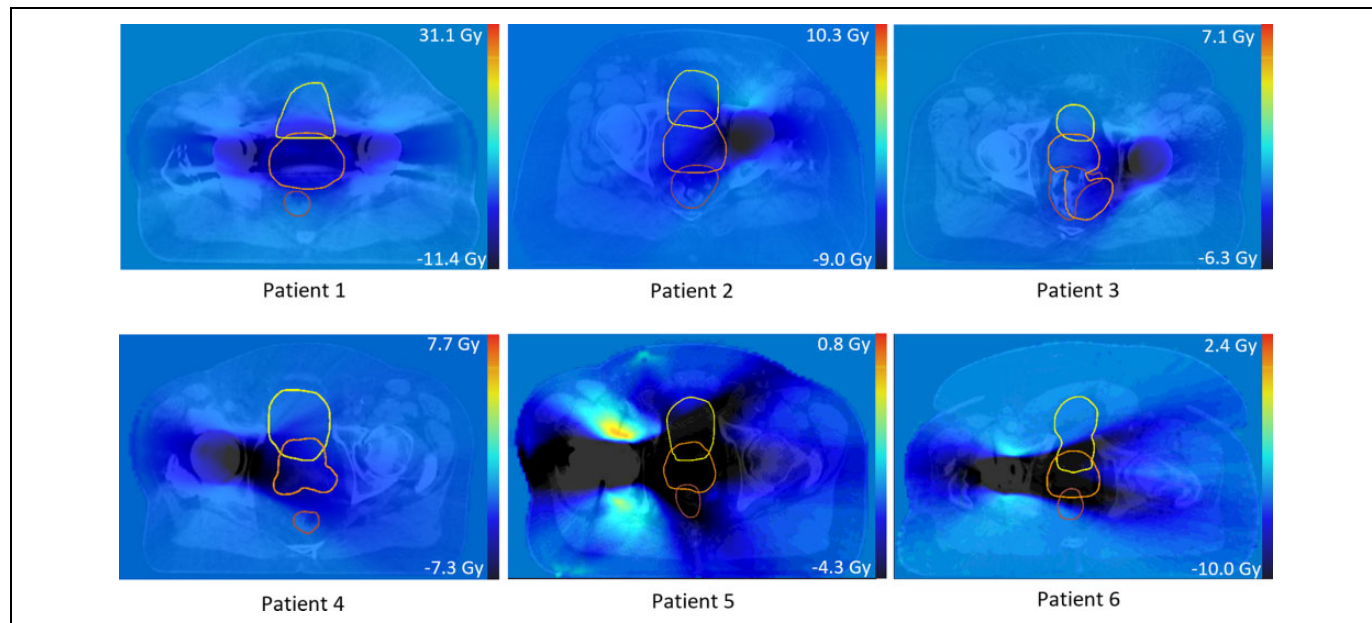 31.1 Gy
-11.4 Gy
Patient 1
10.3 Gy
-9.0 Gy
Patient 2
7.1 Gy
-6.3 Gy
Patient 3
7.7 Gy
-7.3 Gy
Patient 4
0.8 Gy
-4.3 Gy
Patient 5
2.4 Gy
-10.0 Gy
Patient 6